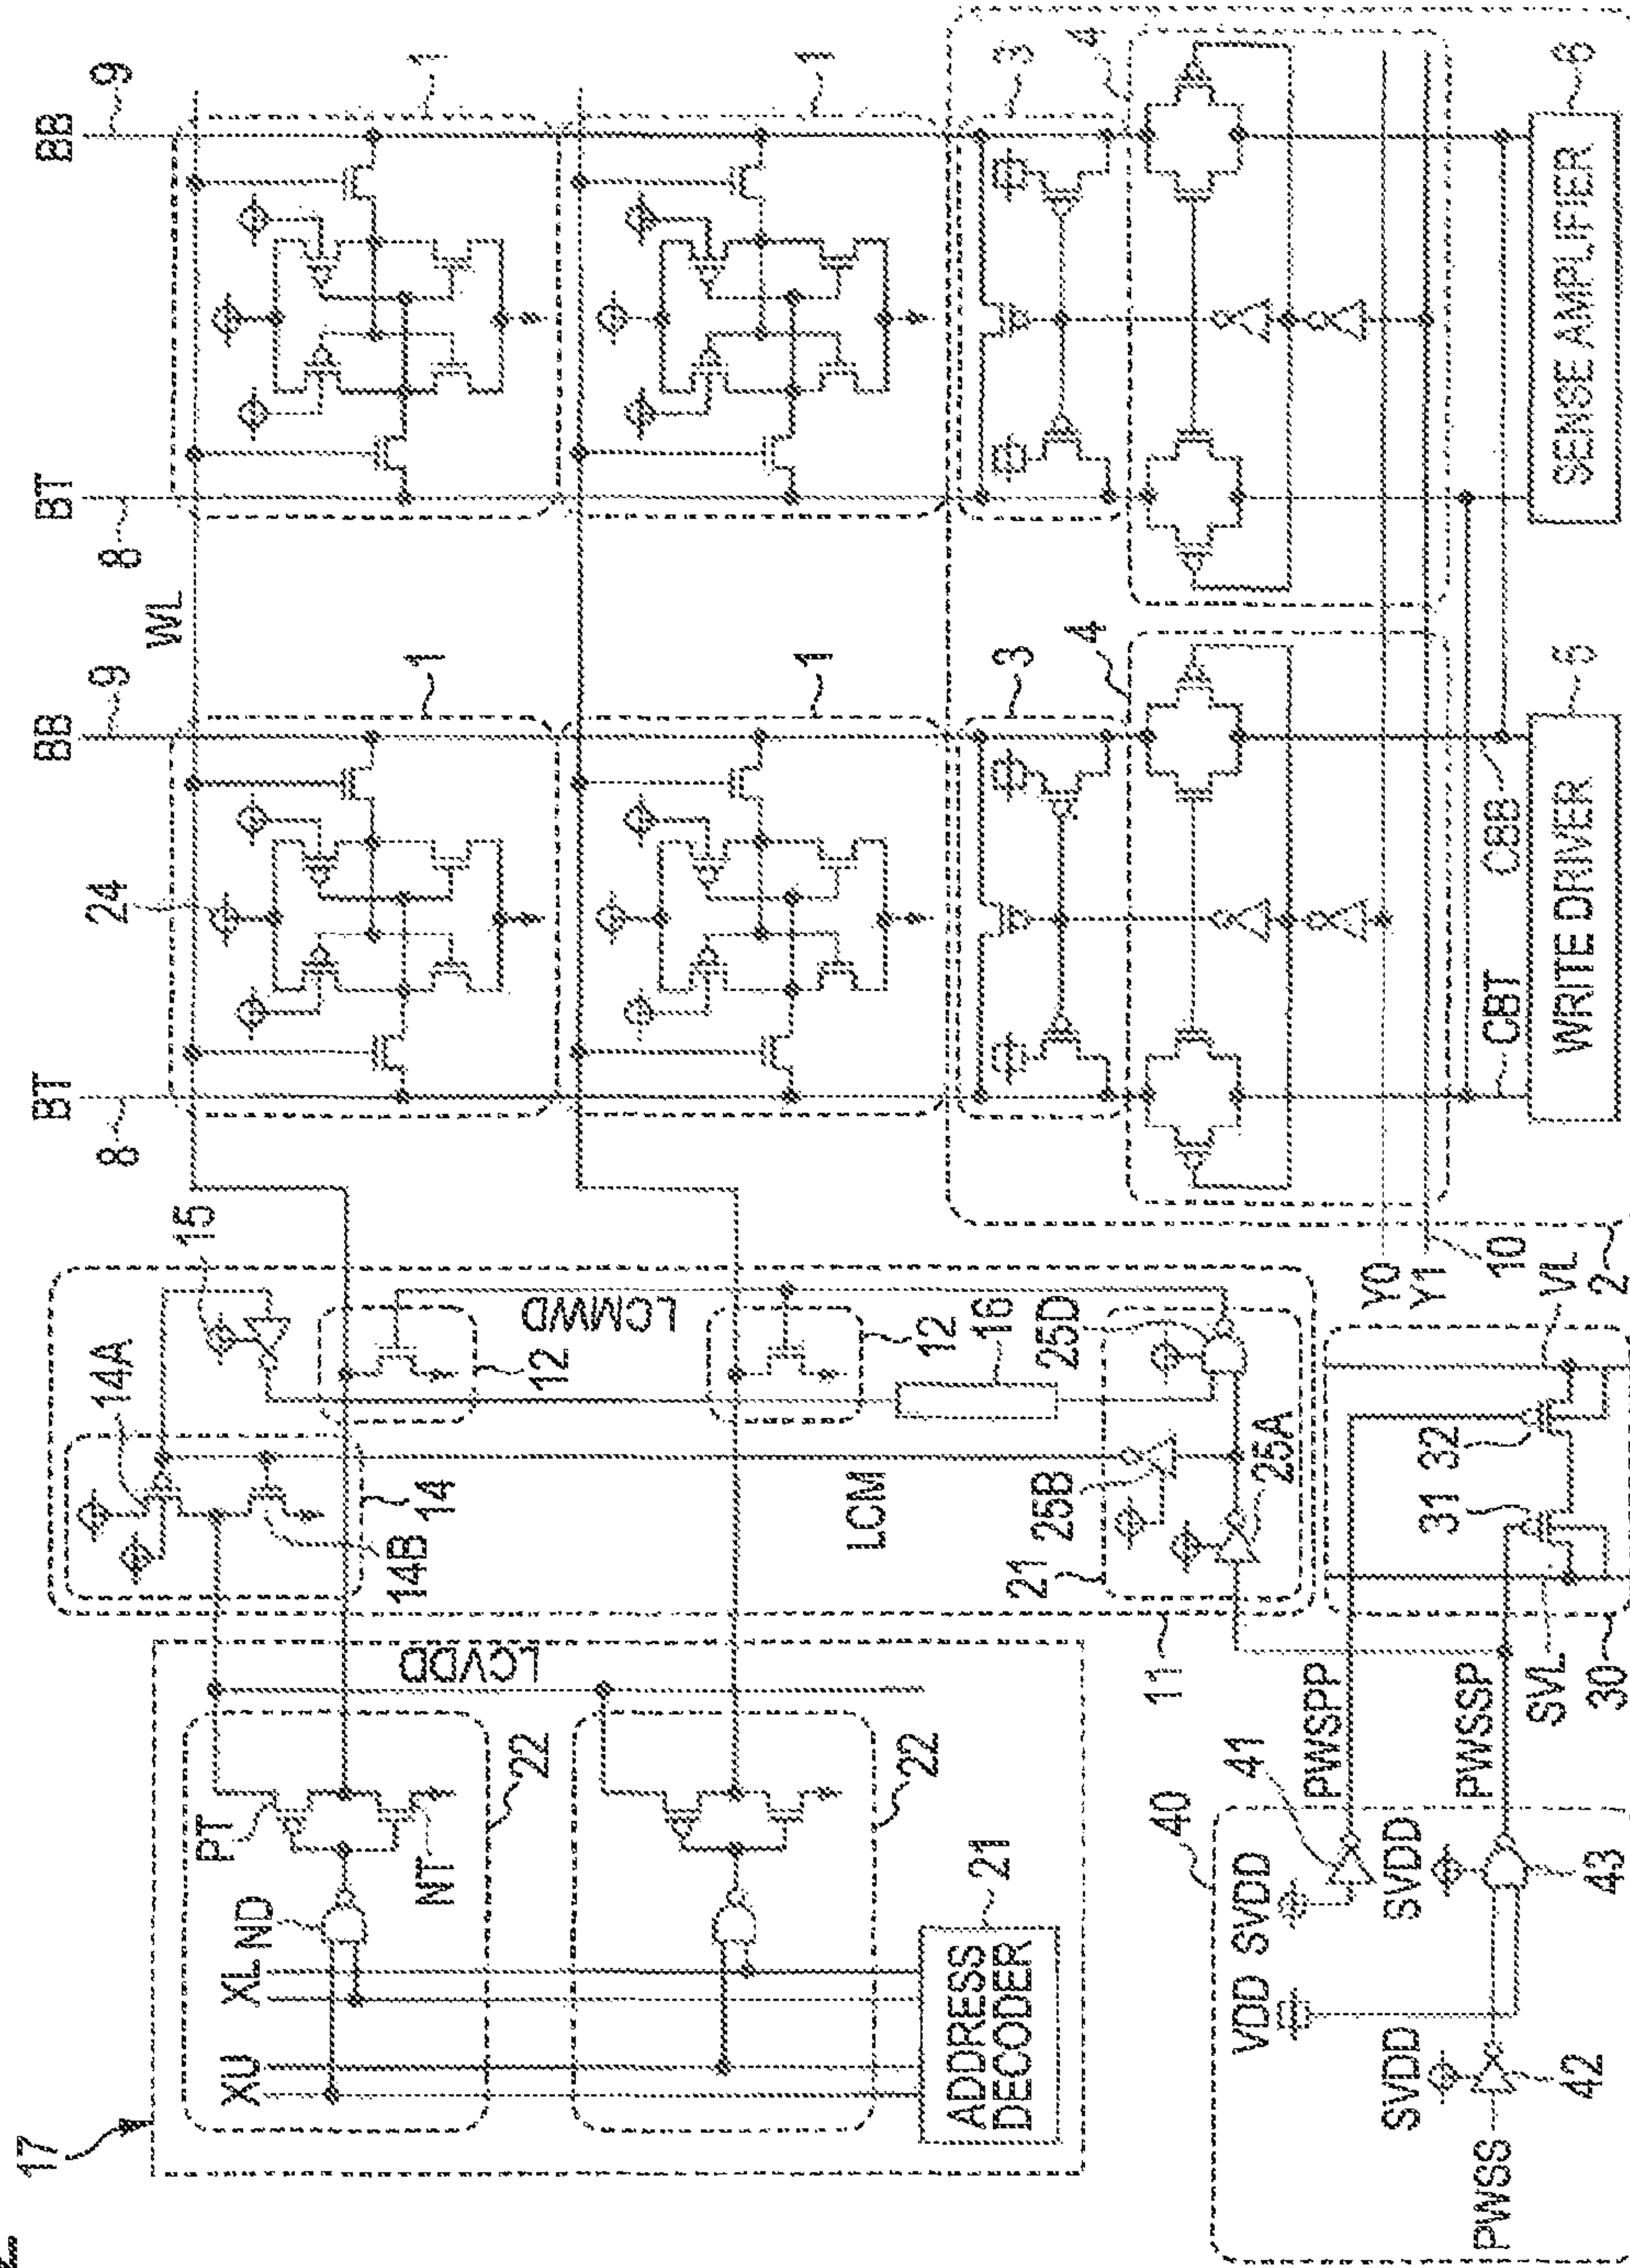 17
XU
XL
ND
PT
NT
22
22
ADDRESS
DECODER
21
LCVDD
14A
15
14
14B
12
LCMWD
12
16
LCM
25D
25B
25A
21
11
BT
8
24
BB
9
WL
BT
8
BB
9
1
1
1
1
3
4
3
4
Y0
Y1
10
VL
2
CBT
CBB
WRITE DRIVER
5
SENSE AMPLIFIER
6
31
32
SVL
30
PWSPP
PWSSP
40
41
VDD
SVDD
SVDD
43
SVDD
42
PWSS